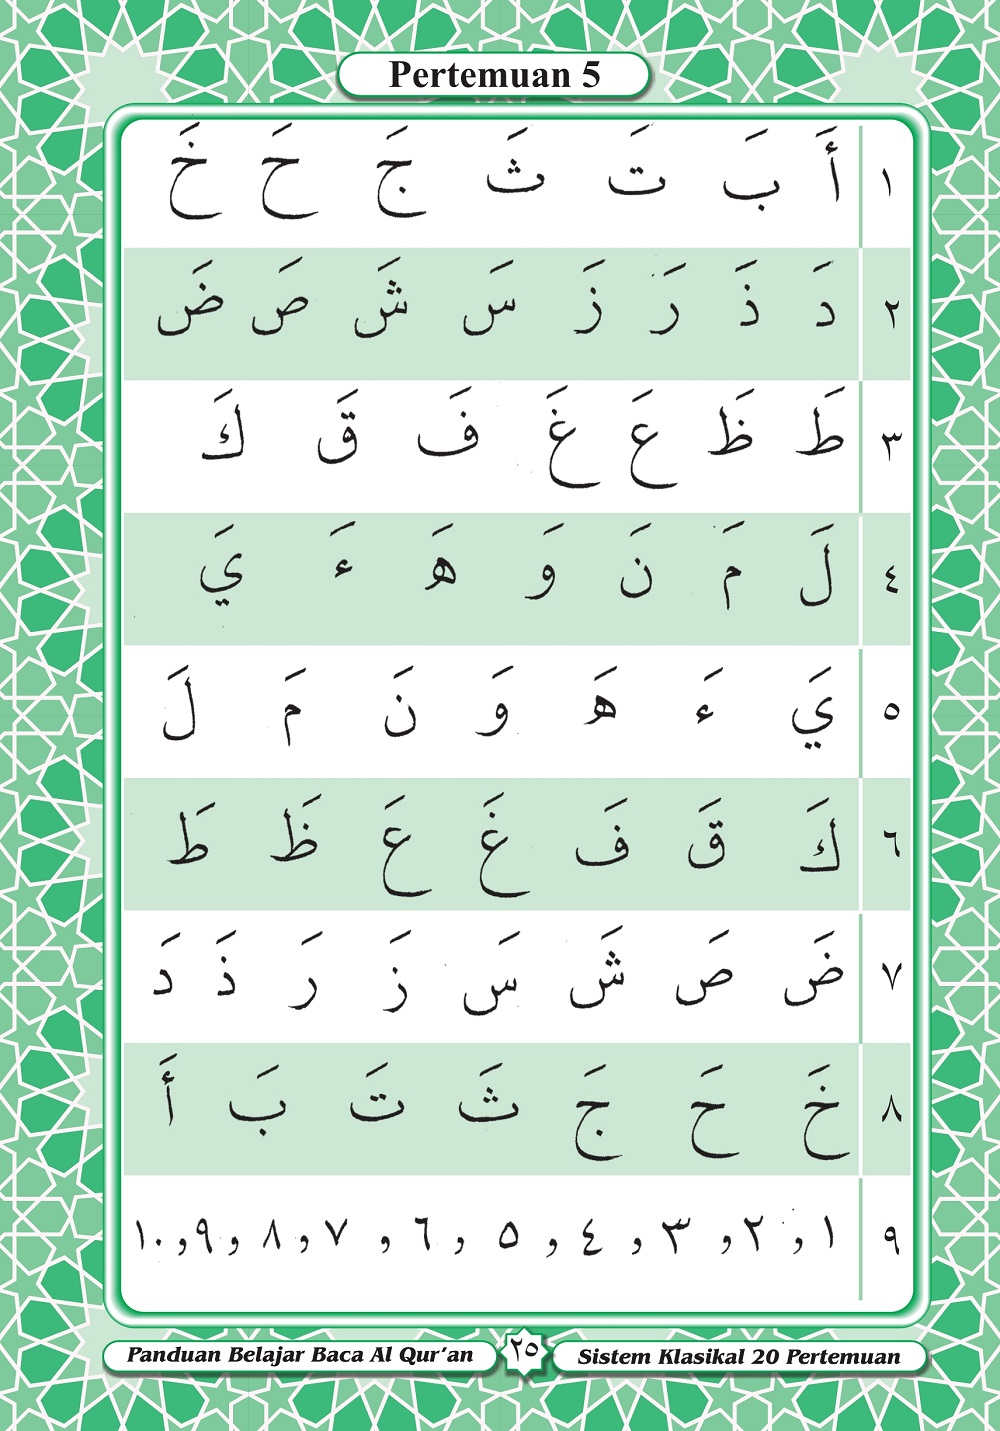 Pertemuan 5
١ أَ بَ تَ ثَ جَ حَ خَ
٢ دَ ذَ رَ زَ سَ شَ صَ ضَ
٣ طَ ظَ عَ غَ فَ قَ كَ
٤ لَ مَ نَ وَ هَ ءَ يَ
٥ يَ ءَ هَ وَ نَ مَ لَ
٦ كَ قَ فَ غَ عَ ظَ طَ
٧ ضَ صَ شَ سَ زَ رَ ذَ دَ
٨ خَ حَ جَ ثَ تَ بَ أَ
٩ ١ , ٢ , ٣ , ٤ , ٥ , ٦ , ٧ , ٨ , ٩ , ١٠
Panduan Belajar Baca Al Qur'an ٢٥ Sistem Klasikal 20 Pertemuan